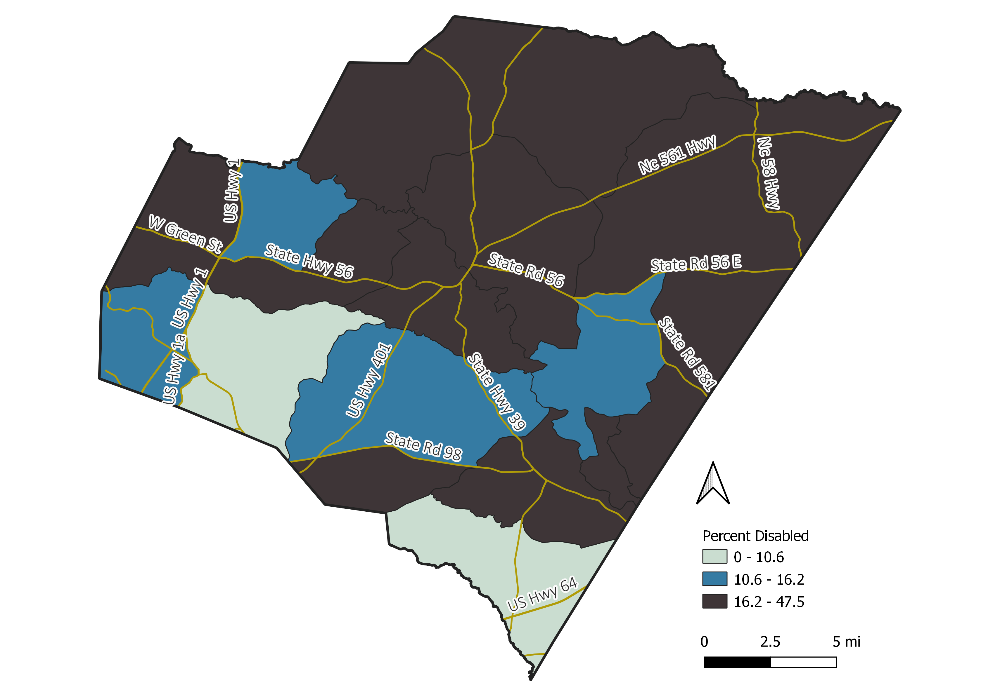 US Hwy 1
Nc 561 Hwy
Nc 58 Hwy
W Green St
State Hwy 56
State Rd 56
State Rd 56 E
US Hwy 1
US Hwy 1a
State Rd 581
US Hwy 401
State Hwy 39
State Rd 98
US Hwy 64
Percent Disabled
0 - 10.6
10.6 - 16.2
16.2 - 47.5
0 2.5 5 mi